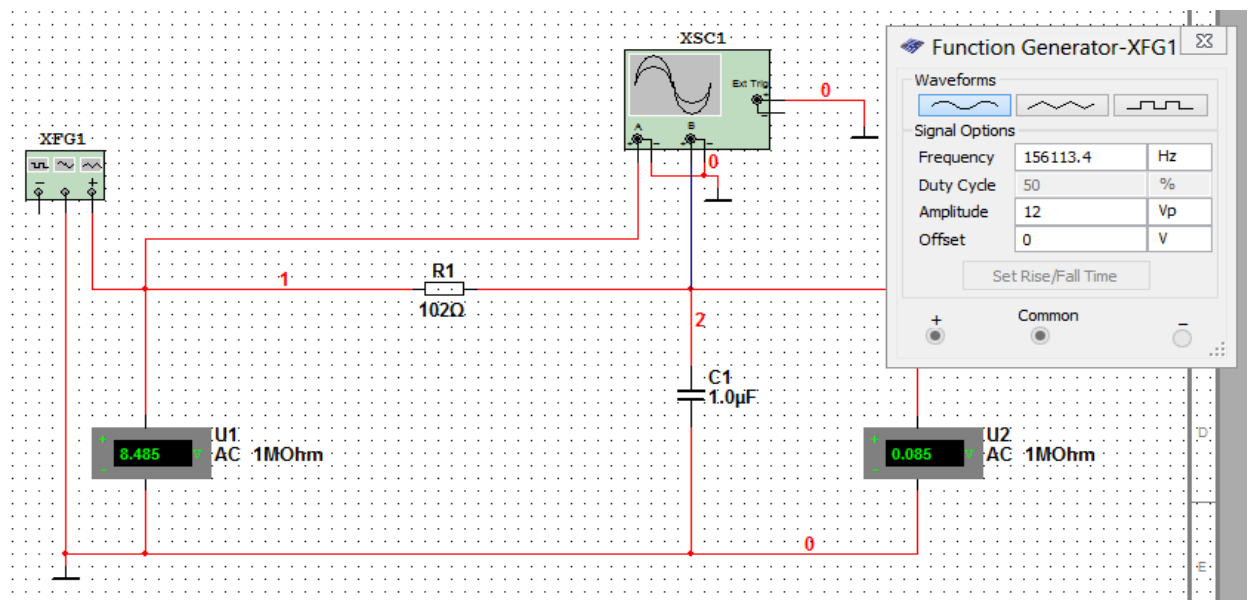 XSC1
Ext Trig
+
−
A
B
+
−
+
−
0
0
XFG1
−
+
1
R1
102Ω
2
C1
1.0µF
+
8.485
V
−
U1
AC 1MOhm
+
0.085
V
−
U2
AC 1MOhm
0
D
E
Function Generator-XFG1
Waveforms
Signal Options
Frequency 156113.4 Hz
Duty Cycle 50 %
Amplitude 12 Vp
Offset 0 V
Set Rise/Fall Time
+
Common
−